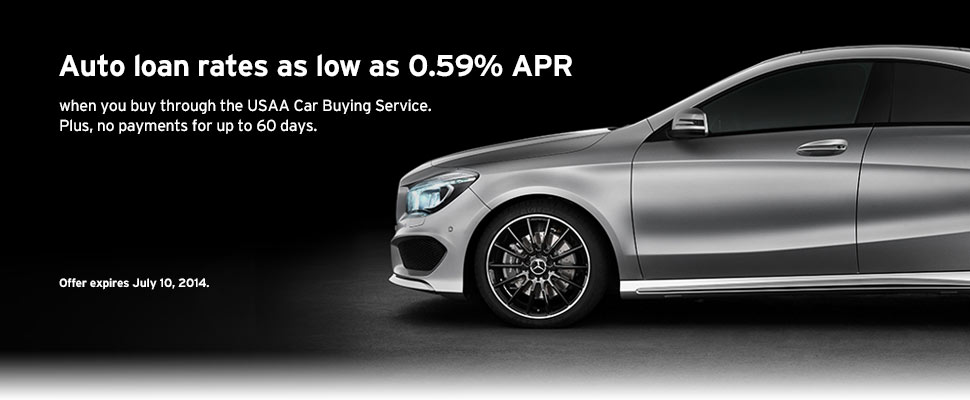 Auto loan rates as low as 0.59% APR
when you buy through the USAA Car Buying Service.
Plus, no payments for up to 60 days.
Offer expires July 10, 2014.